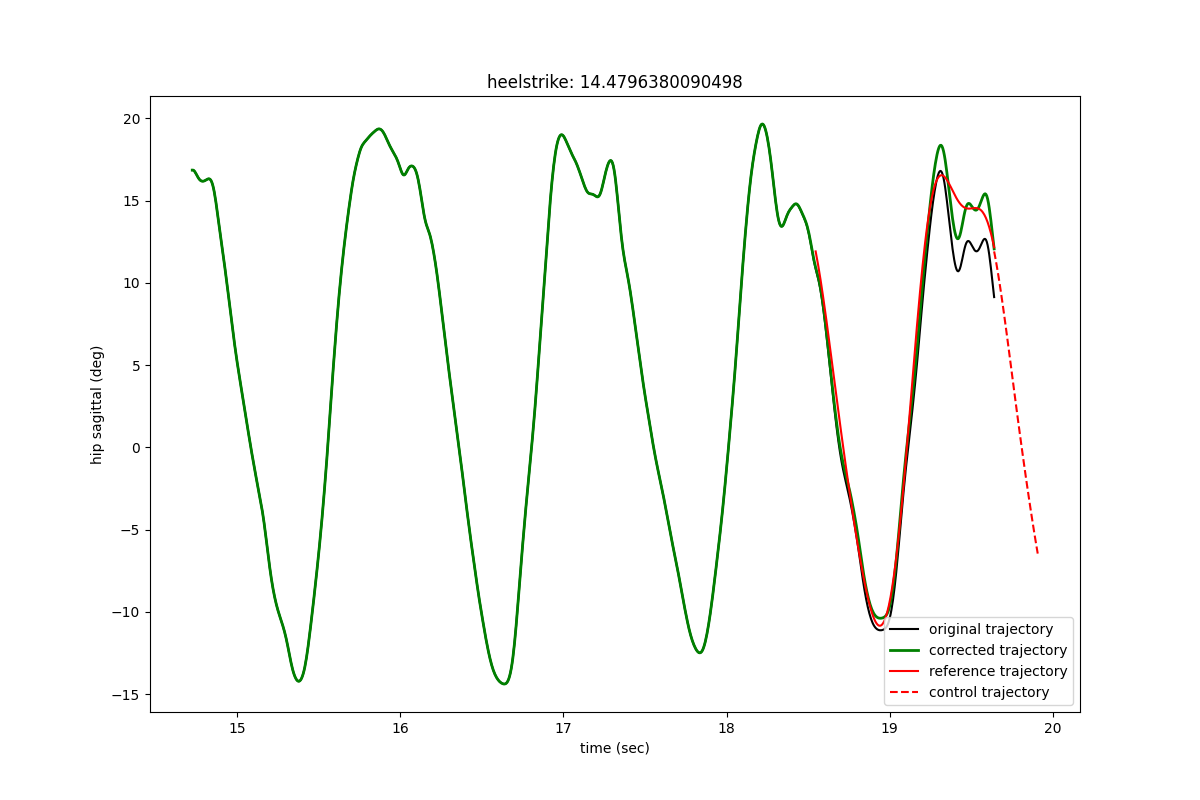 heelstrike: 14.4796380090498
20
15
10
5
0
−5
−10
−15
hip sagittal (deg)
original trajectory
corrected trajectory
reference trajectory
control trajectory
15
16
17
18
19
20
time (sec)